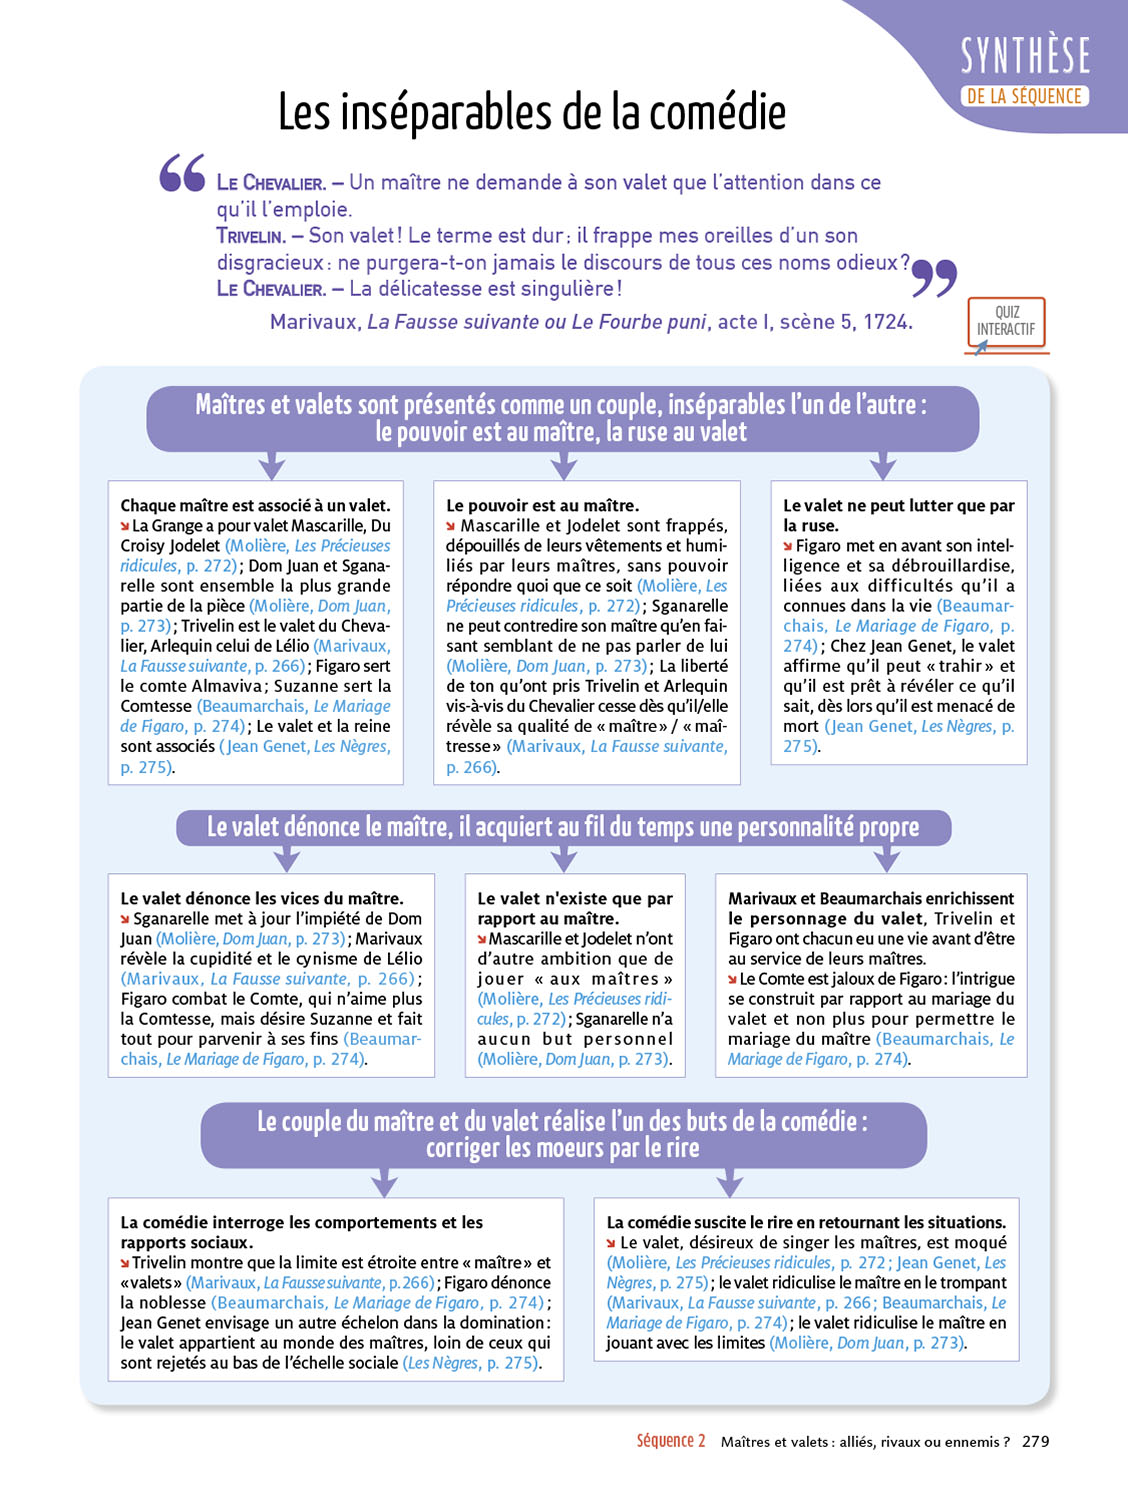 SYNTHÈSE
DE LA SÉQUENCE
Les inséparables de la comédie
“ LE CHEVALIER. – Un maître ne demande à son valet que l’attention dans ce
qu’il l’emploie.
TRIVELIN. – Son valet ! Le terme est dur ; il frappe mes oreilles d’un son
disgracieux : ne purgera-t-on jamais le discours de tous ces noms odieux ?
LE CHEVALIER. – La délicatesse est singulière ! ”
Marivaux, La Fausse suivante ou Le Fourbe puni, acte I, scène 5, 1724.
QUIZ
INTERACTIF
Maîtres et valets sont présentés comme un couple, inséparables l’un de l’autre :
le pouvoir est au maître, la ruse au valet
Chaque maître est associé à un valet.
➘ La Grange a pour valet Mascarille, Du
Croisy Jodelet (Molière, Les Précieuses
ridicules, p. 272) ; Dom Juan et Sgana-
relle sont ensemble la plus grande
partie de la pièce (Molière, Dom Juan,
p. 273) ; Trivelin est le valet du Cheva-
lier, Arlequin celui de Lélio (Marivaux,
La Fausse suivante, p. 266) ; Figaro sert
le comte Almaviva ; Suzanne sert la
Comtesse (Beaumarchais, Le Mariage
de Figaro, p. 274) ; Le valet et la reine
sont associés (Jean Genet, Les Nègres,
p. 275).
Le pouvoir est au maître.
➘ Mascarille et Jodelet sont frappés,
dépouillés de leurs vêtements et humi-
liés par leurs maîtres, sans pouvoir
répondre quoi que ce soit (Molière, Les
Précieuses ridicules, p. 272) ; Sganarelle
ne peut contredire son maître qu’en fai-
sant semblant de ne pas parler de lui
(Molière, Dom Juan, p. 273) ; La liberté
de ton qu’ont pris Trivelin et Arlequin
vis-à-vis du Chevalier cesse dès qu’il/elle
révèle sa qualité de « maître » / « maî-
tresse » (Marivaux, La Fausse suivante,
p. 266).
Le valet ne peut lutter que par
la ruse.
➘ Figaro met en avant son intel-
ligence et sa débrouillardise,
liées aux difficultés qu’il a
connues dans la vie (Beaumar-
chais, Le Mariage de Figaro, p.
274) ; Chez Jean Genet, le valet
affirme qu’il peut « trahir » et
qu’il est prêt à révéler ce qu’il
sait, dès lors qu’il est menacé de
mort (Jean Genet, Les Nègres, p.
275).
Le valet dénonce le maître, il acquiert au fil du temps une personnalité propre
Le valet dénonce les vices du maître.
➘ Sganarelle met à jour l’impiété de Dom
Juan (Molière, Dom Juan, p. 273) ; Marivaux
révèle la cupidité et le cynisme de Lélio
(Marivaux, La Fausse suivante, p. 266) ;
Figaro combat le Comte, qui n’aime plus
la Comtesse, mais désire Suzanne et fait
tout pour parvenir à ses fins (Beaumar-
chais, Le Mariage de Figaro, p. 274).
Le valet n'existe que par
rapport au maître.
➘ Mascarille et Jodelet n’ont
d’autre ambition que de
jouer « aux maîtres »
(Molière, Les Précieuses ridi-
cules, p. 272) ; Sganarelle n’a
aucun but personnel
(Molière, Dom Juan, p. 273).
Marivaux et Beaumarchais enrichissent
le personnage du valet, Trivelin et
Figaro ont chacun eu une vie avant d’être
au service de leurs maîtres.
➘ Le Comte est jaloux de Figaro : l’intrigue
se construit par rapport au mariage du
valet et non plus pour permettre le
mariage du maître (Beaumarchais, Le
Mariage de Figaro, p. 274).
Le couple du maître et du valet réalise l’un des buts de la comédie :
corriger les moeurs par le rire
La comédie interroge les comportements et les
rapports sociaux.
➘ Trivelin montre que la limite est étroite entre « maître » et
« valets » (Marivaux, La Fausse suivante, p. 266) ; Figaro dénonce
la noblesse (Beaumarchais, Le Mariage de Figaro, p. 274) ;
Jean Genet envisage un autre échelon dans la domination :
le valet appartient au monde des maîtres, loin de ceux qui
sont rejetés au bas de l’échelle sociale (Les Nègres, p. 275).
La comédie suscite le rire en retournant les situations.
➘ Le valet, désireux de singer les maîtres, est moqué
(Molière, Les Précieuses ridicules, p. 272 ; Jean Genet, Les
Nègres, p. 275) ; le valet ridiculise le maître en le trompant
(Marivaux, La Fausse suivante, p. 266 ; Beaumarchais, Le
Mariage de Figaro, p. 274) ; le valet ridiculise le maître en
jouant avec les limites (Molière, Dom Juan, p. 273).
Séquence 2 Maîtres et valets : alliés, rivaux ou ennemis ? 279